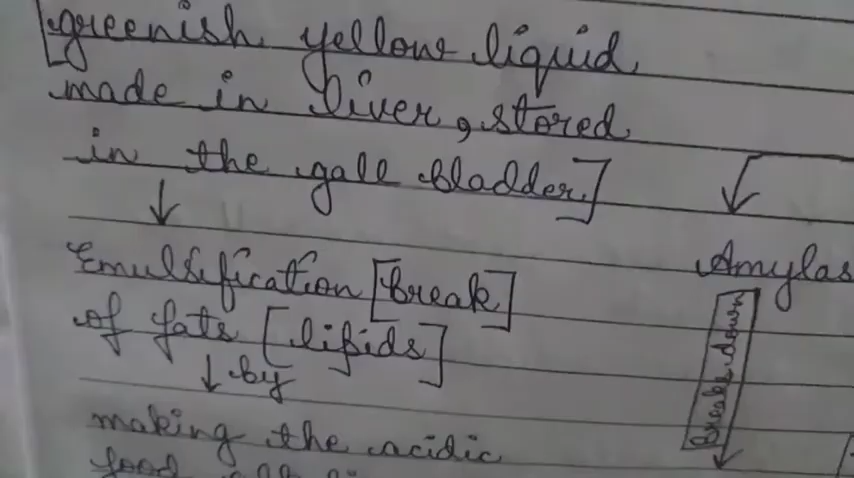 [greenish yellow liquid
made in liver, stored
in the gall bladder]
Emulsification [break]
of fats [lipids]
by
making the acidic
food
Amylas
Breaks down